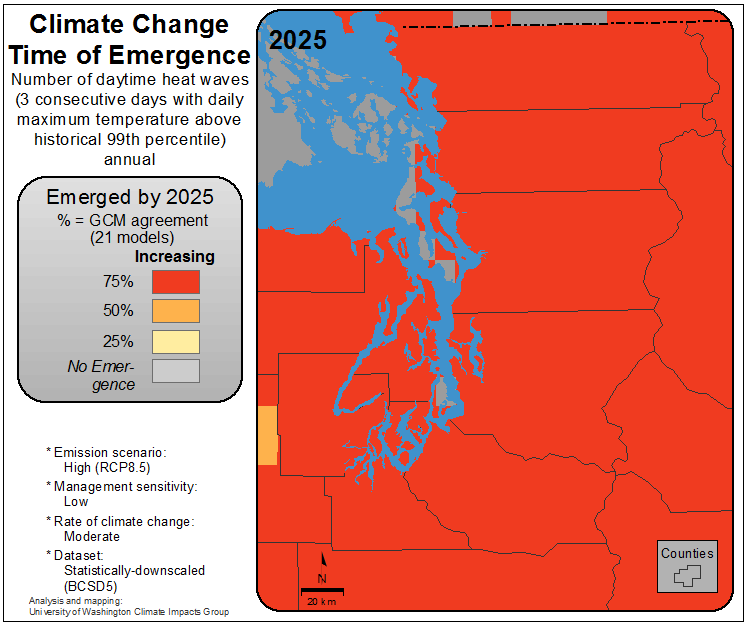 Climate Change
Time of Emergence
Number of daytime heat waves
(3 consecutive days with daily
maximum temperature above
historical 99th percentile)
annual
Emerged by 2025
% = GCM agreement
(21 models)
Increasing
75%
50%
25%
No Emer-
gence
* Emission scenario:
High (RCP8.5)
* Management sensitivity:
Low
* Rate of climate change:
Moderate
* Dataset:
Statistically-downscaled
(BCSD5)
Analysis and mapping:
University of Washington Climate Impacts Group
2025
N
20 km
Counties